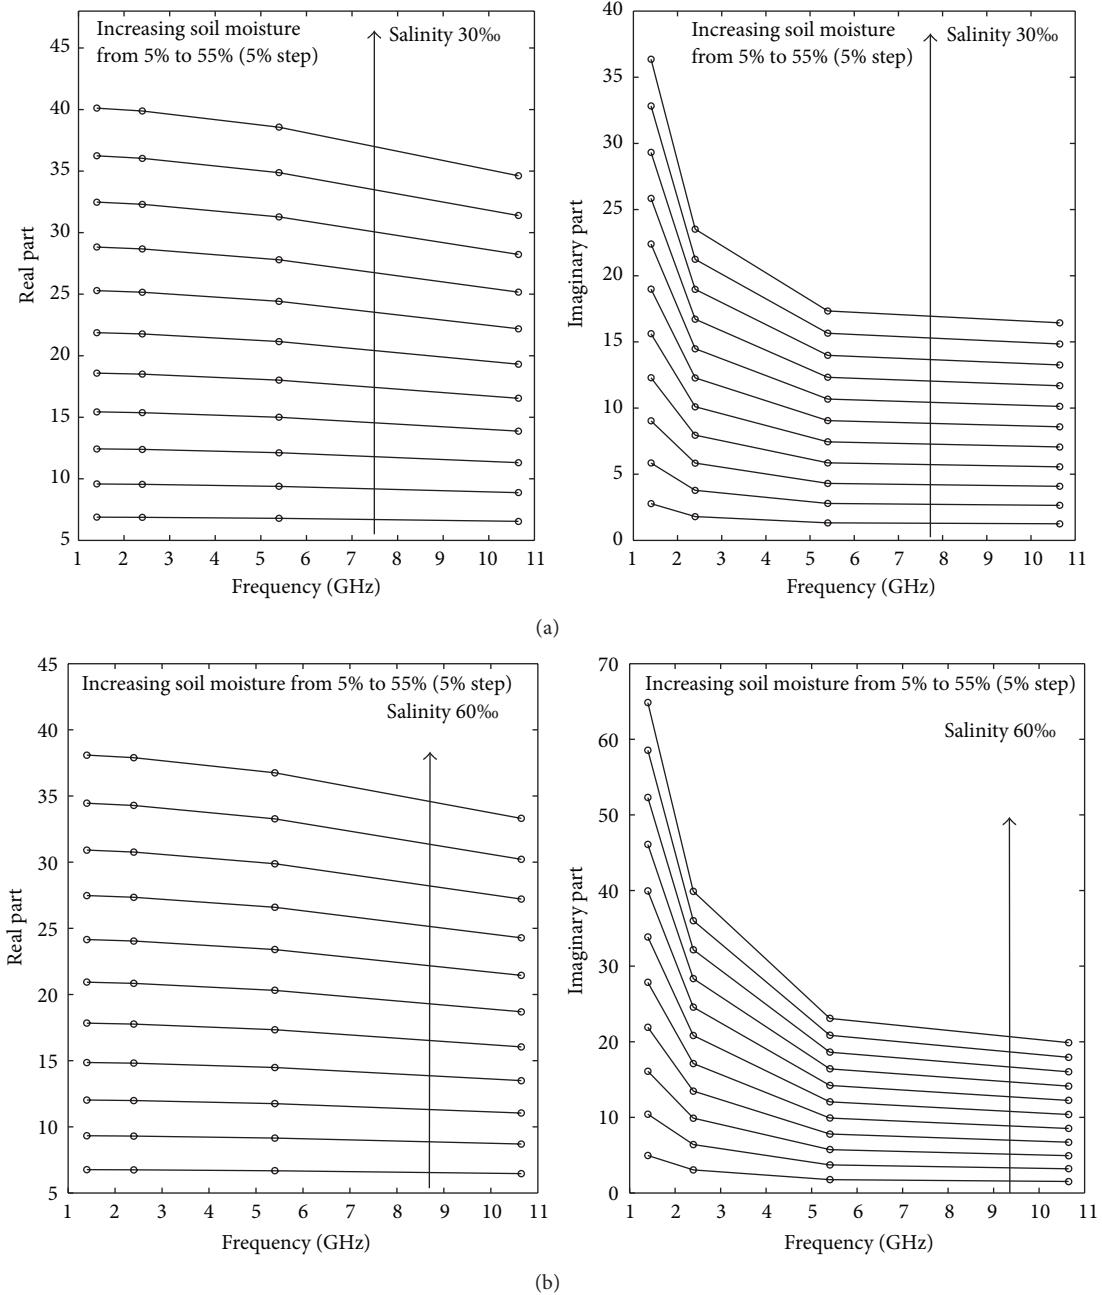 Increasing soil moisture
from 5% to 55% (5% step)
Salinity 30‰
45
40
35
30
25
20
15
10
5
Real part
1 2 3 4 5 6 7 8 9 10 11
Frequency (GHz)
Increasing soil moisture
from 5% to 55% (5% step)
Salinity 30‰
40
35
30
25
20
15
10
5
0
Imaginary part
1 2 3 4 5 6 7 8 9 10 11
Frequency (GHz)
(a)
Increasing soil moisture from 5% to 55% (5% step)
Salinity 60‰
45
40
35
30
25
20
15
10
5
Real part
1 2 3 4 5 6 7 8 9 10 11
Frequency (GHz)
Increasing soil moisture from 5% to 55% (5% step)
Salinity 60‰
70
60
50
40
30
20
10
0
Imaginary part
1 2 3 4 5 6 7 8 9 10 11
Frequency (GHz)
(b)